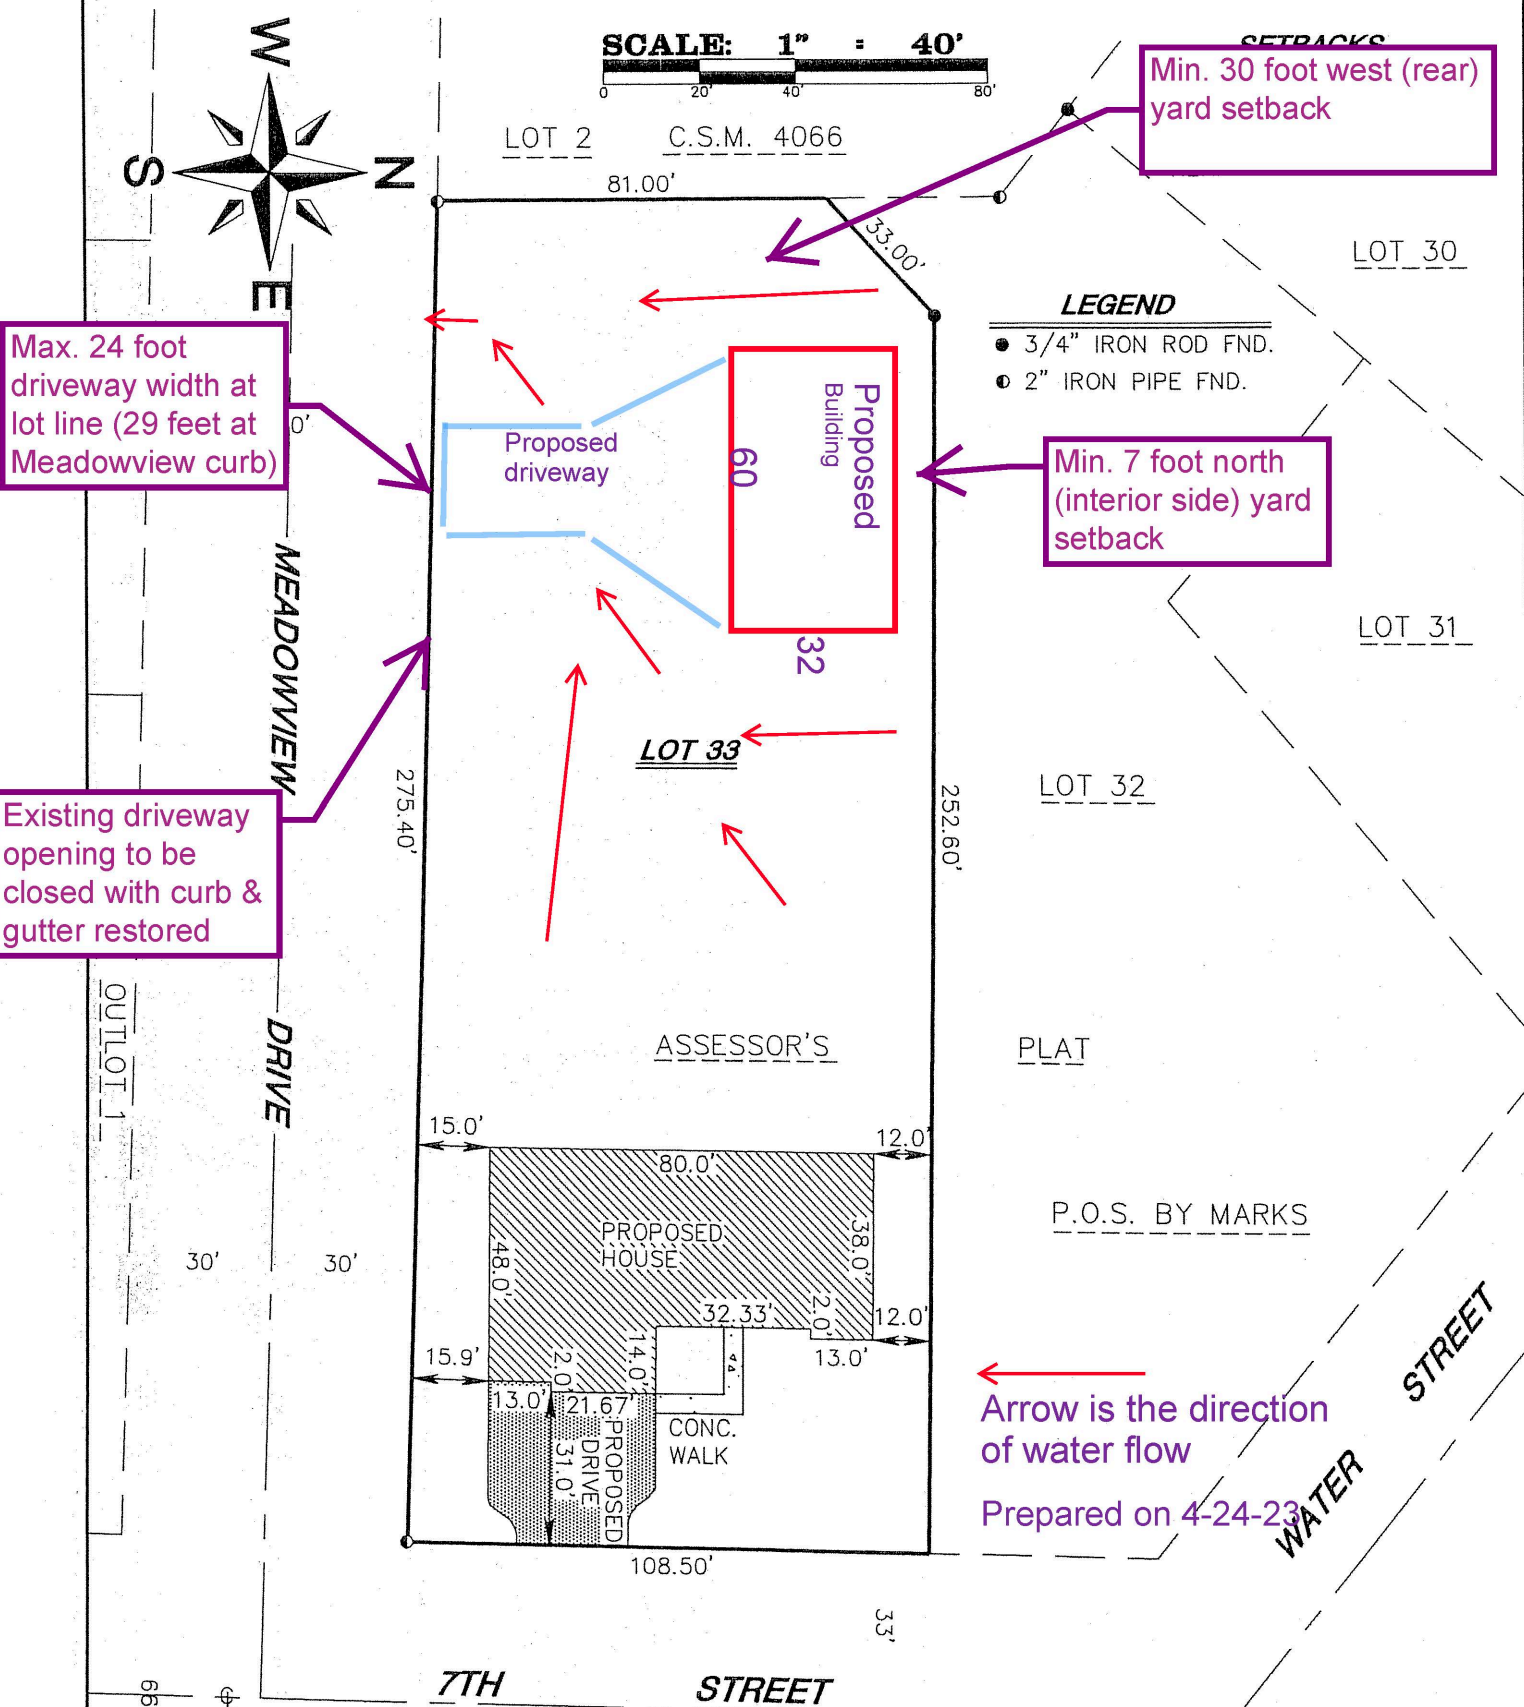 SCALE: 1" = 40'
0 20' 40' 80'
W
S
N
E
Min. 30 foot west (rear)
yard setback
LOT 2 C.S.M. 4066
81.00'
33.00'
LOT 30
LEGEND
3/4" IRON ROD FND.
2" IRON PIPE FND.
Max. 24 foot
driveway width at
lot line (29 feet at
Meadowview curb)
0'
Proposed
driveway
Proposed
Building
60
32
Min. 7 foot north
(interior side) yard
setback
MEADOWVIEW
DRIVE
LOT 31
LOT 33
LOT 32
275.40'
252.60'
Existing driveway
opening to be
closed with curb &
gutter restored
OUTLOT 1
ASSESSOR'S
PLAT
15.0'
12.0'
80.0'
PROPOSED
HOUSE
48.0'
38.0'
P.O.S. BY MARKS
30'
30'
32.33'
2.0'
12.0'
15.9'
14.0'
2.0'
13.0'
13.0'
21.67'
31.0'
PROPOSED
DRIVE
CONC.
WALK
Arrow is the direction
of water flow
Prepared on 4-24-23
WATER STREET
108.50'
33'
66
7TH STREET